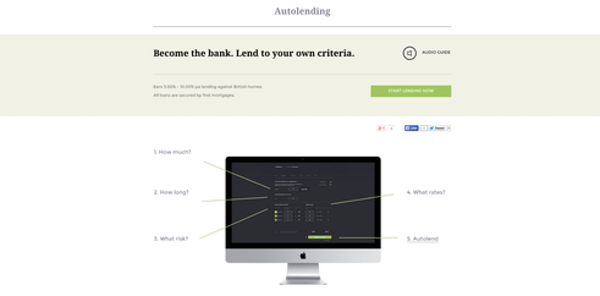 Autolending
Become the bank. Lend to your own criteria.
AUDIO GUIDE
Earn 5.00% - 10.00% pa lending against British homes.
All loans are secured by first mortgages.
START LENDING NOW
Like
Tweet
1. How much?
2. How long?
4. What rates?
3. What risk?
5. Autolend